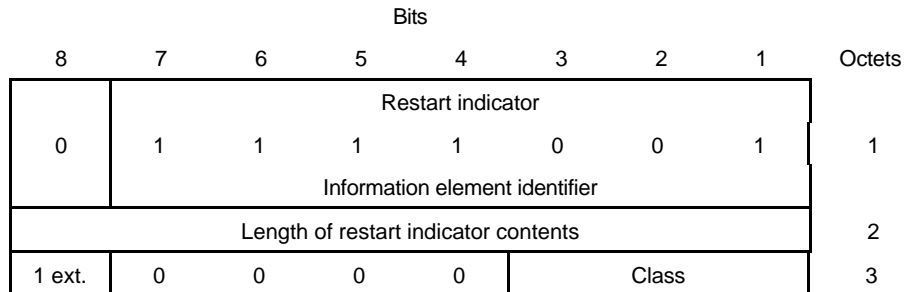 Bits
8 7 6 5 4 3 2 1 Octets
Restart indicator
0 1 1 1 1 0 0 1 1
Information element identifier
Length of restart indicator contents 2
1 ext. 0 0 0 0 Class 3